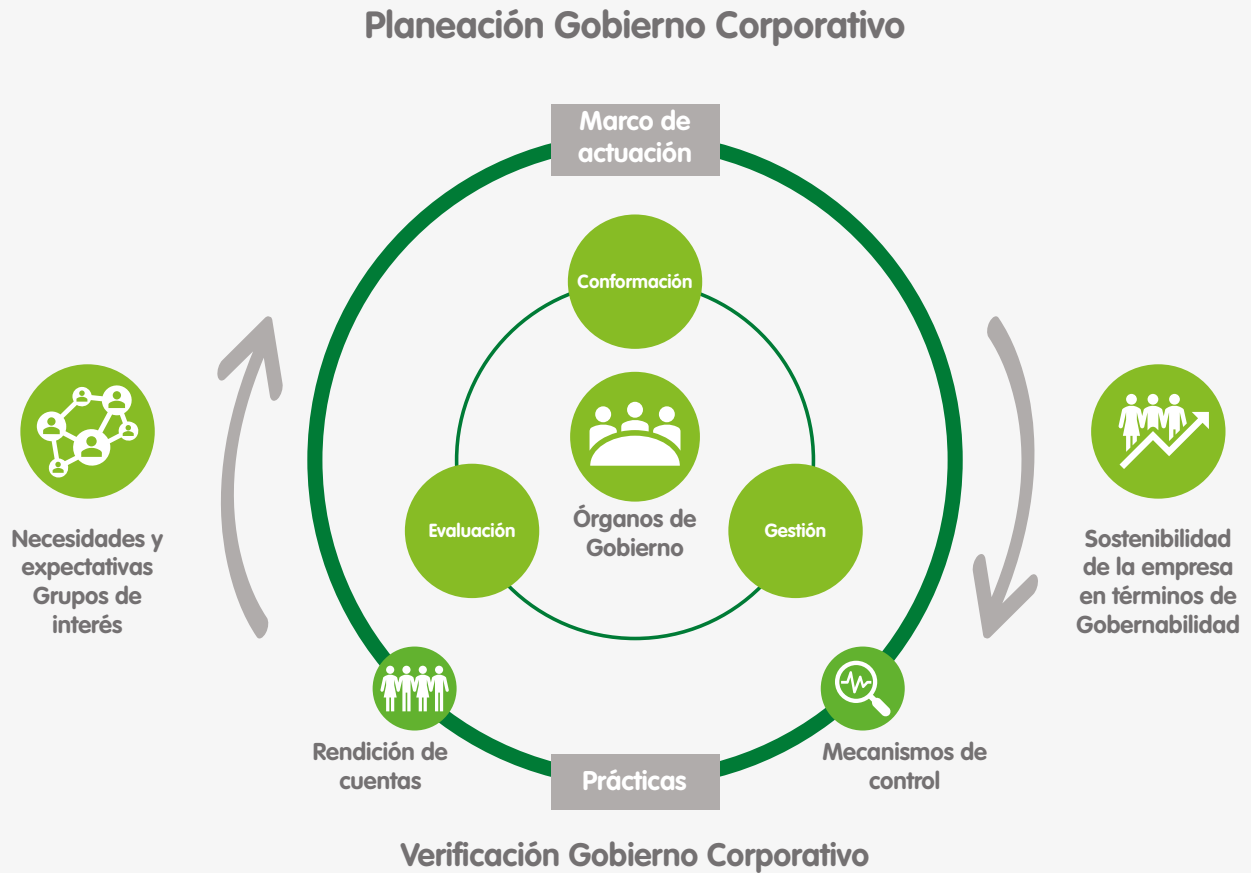 Planeación Gobierno Corporativo
Marco de
actuación
Conformación
Evaluación
Órganos de
Gobierno
Gestión
Necesidades y
expectativas
Grupos de
interés
Sostenibilidad
de la empresa
en términos de
Gobernabilidad
Rendición de
cuentas
Prácticas
Mecanismos de
control
Verificación Gobierno Corporativo